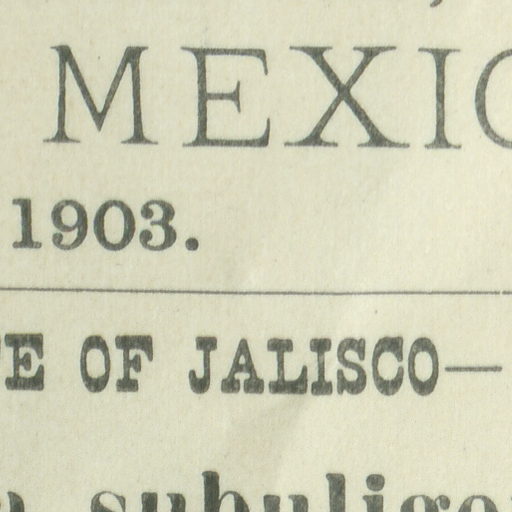 MEXIC
1903.
E OF JALISCO—